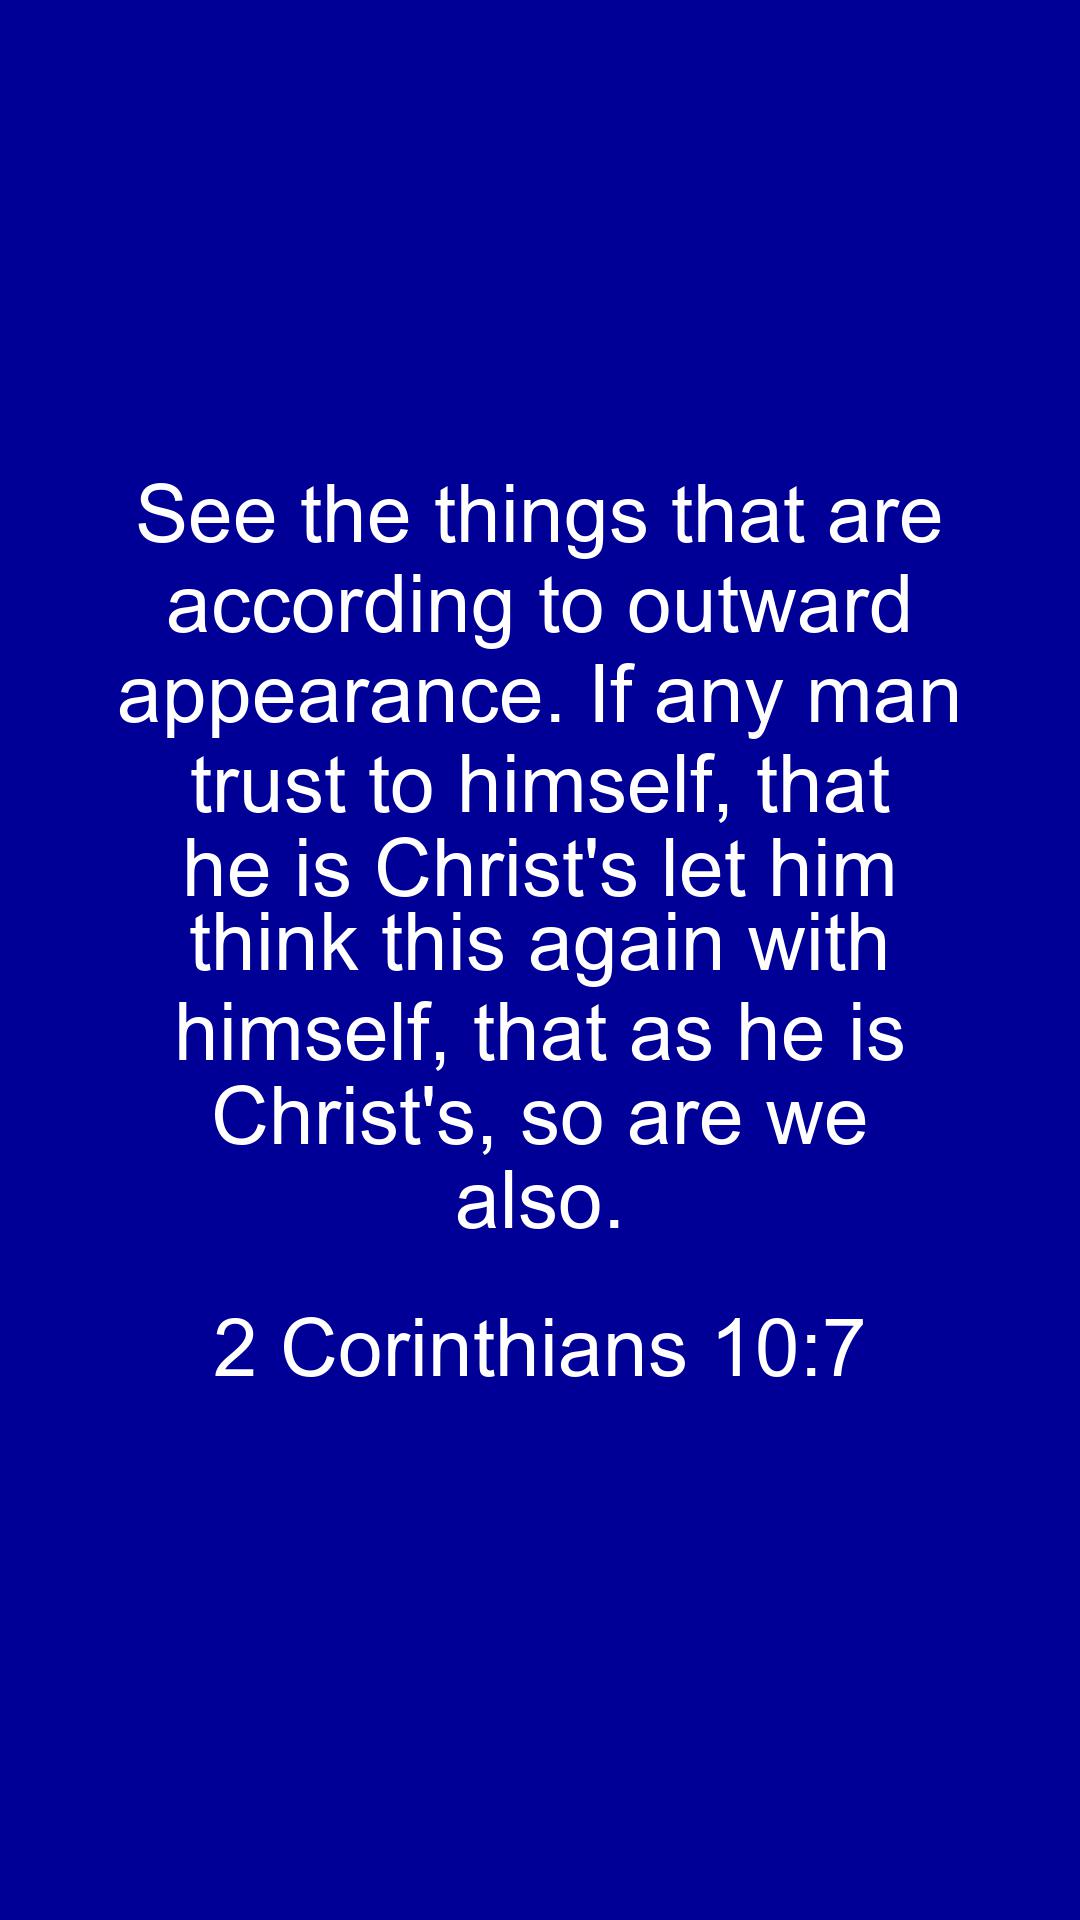 See the things that are
according to outward
appearance. If any man
trust to himself, that
he is Christ's let him
think this again with
himself, that as he is
Christ's, so are we
also.
2 Corinthians 10:7